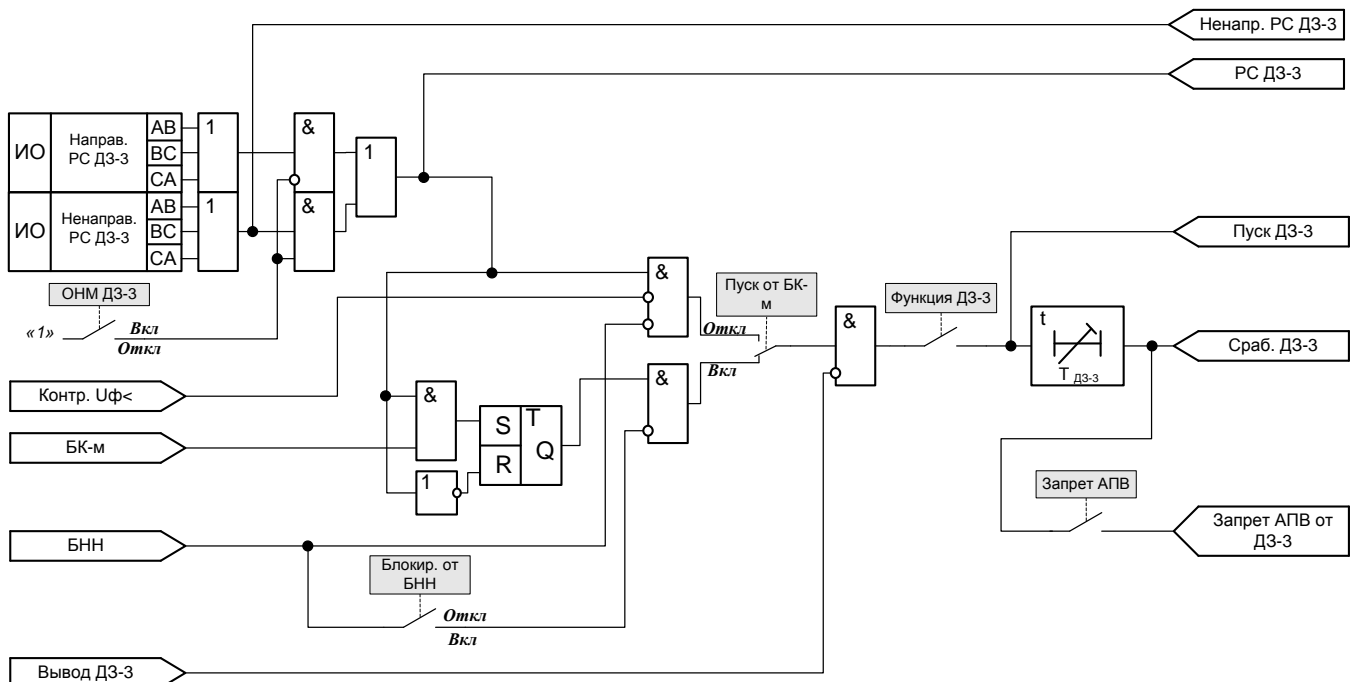 Ненапр. РС ДЗ-3
РС ДЗ-3
ИО
Направ.
РС ДЗ-3
AB
BC
CA
1
&
1
ИО
Ненаправ.
РС ДЗ-3
AB
BC
CA
1
&
Пуск ДЗ-3
ОНМ ДЗ-3
«1»
Вкл
Откл
&
Пуск от БК-
м
Откл
Вкл
&
Функция ДЗ-3
t
T ДЗ-3
Сраб. ДЗ-3
Контр. Uф<
БК-м
&
S
T
R
Q
1
&
Запрет АПВ
Запрет АПВ от
ДЗ-3
БНН
Блокир. от
БНН
Откл
Вкл
Вывод ДЗ-3